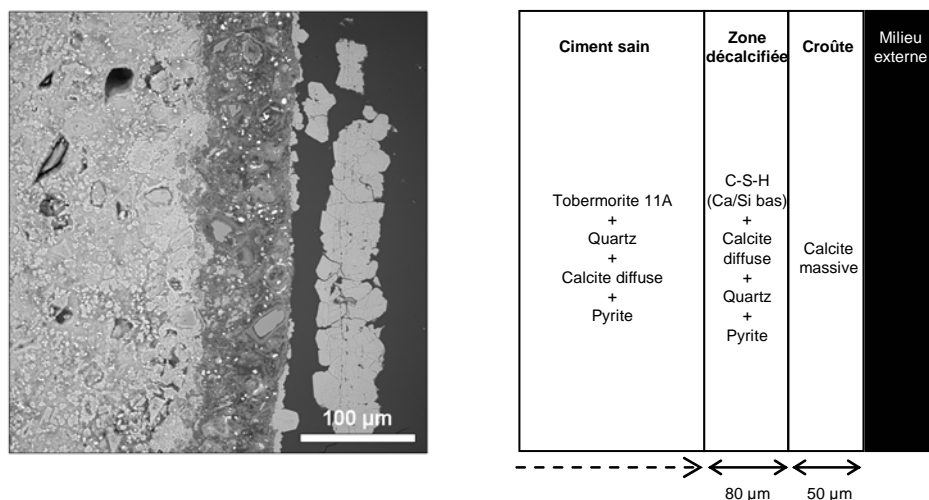 100 µm
Ciment sain
Zone
décalcifiée
Croûte
Milieu
externe
Tobermorite 11A
+
Quartz
+
Calcite diffuse
+
Pyrite
C-S-H
(Ca/Si bas)
+
Calcite
diffuse
+
Quartz
+
Pyrite
Calcite
massive
80 µm
50 µm